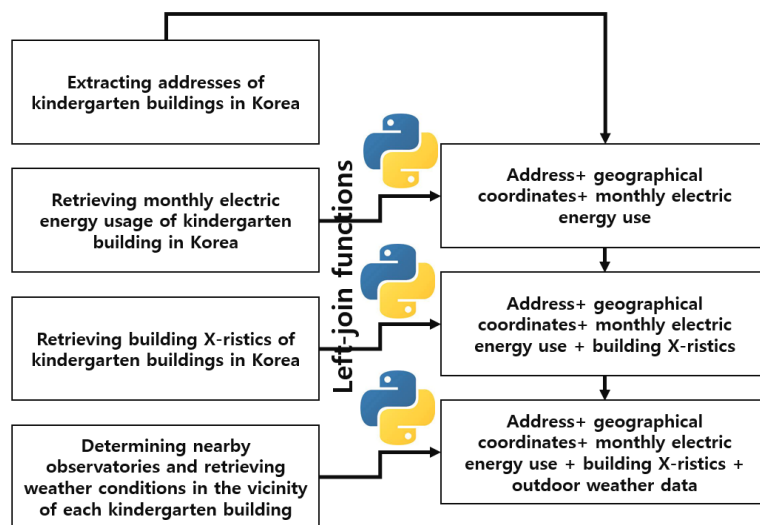 Extracting addresses of
kindergarten buildings in Korea
Retrieving monthly electric
energy usage of kindergarten
building in Korea
Retrieving building X-ristics of
kindergarten buildings in Korea
Determining nearby
observatories and retrieving
weather conditions in the vicinity
of each kindergarten building
Left-join functions
Address+ geographical
coordinates+ monthly electric
energy use
Address+ geographical
coordinates+ monthly electric
energy use + building X-ristics
Address+ geographical
coordinates+ monthly electric
energy use + building X-ristics +
outdoor weather data